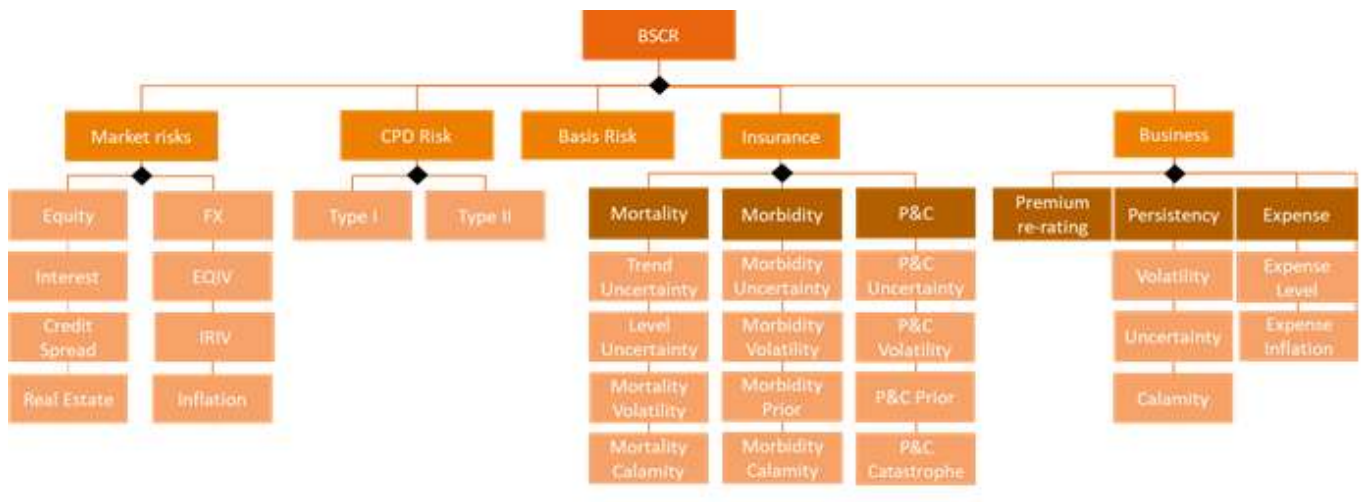 BSCR
Market risks
CPD Risk
Basis Risk
Insurance
Business
Equity
FX
Interest
EQIV
Credit
Spread
IRIV
Real Estate
Inflation
Type I
Type II
Mortality
Trend
Uncertainty
Level
Uncertainty
Mortality
Volatility
Mortality
Calamity
Morbidity
Morbidity
Uncertainty
Morbidity
Volatility
Morbidity
Prior
Morbidity
Calamity
P&C
P&C
Uncertainty
P&C
Volatility
P&C Prior
P&C
Catastrophe
Premium
re-rating
Persistency
Volatility
Uncertainty
Calamity
Expense
Expense
Level
Expense
Inflation